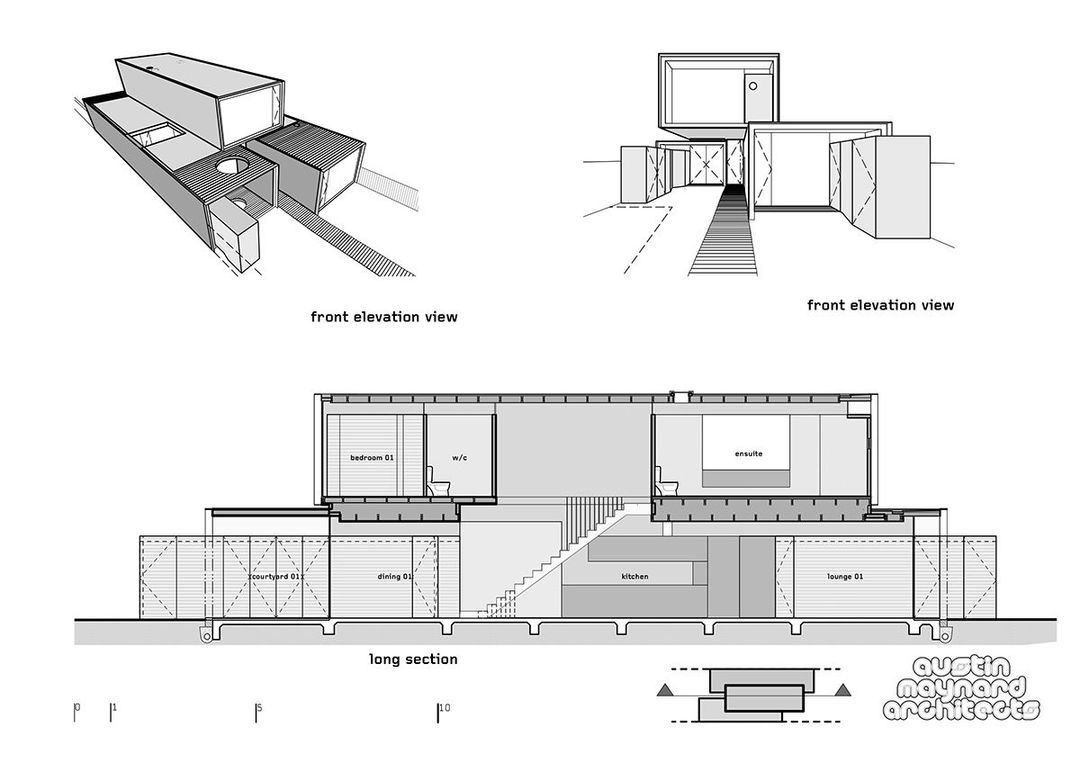 front elevation view
front elevation view
bedroom 01
w/c
ensuite
courtyard 01
dining 01
kitchen
lounge 01
long section
0
1
5
10
austin
maynard
architects